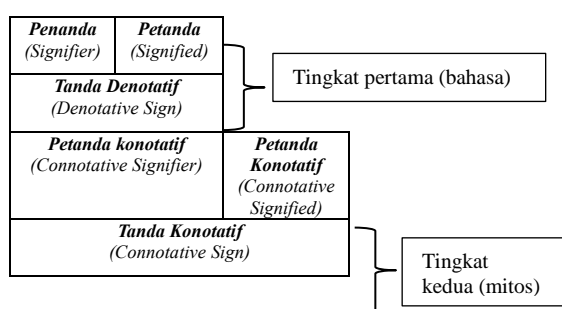 Penanda
(Signifier)
Petanda
(Signified)
Tanda Denotatif
(Denotative Sign)
Tingkat pertama (bahasa)
Petanda konotatif
(Connotative Signifier)
Petanda
Konotatif
(Connotative
Signified)
Tanda Konotatif
(Connotative Sign)
Tingkat
kedua (mitos)